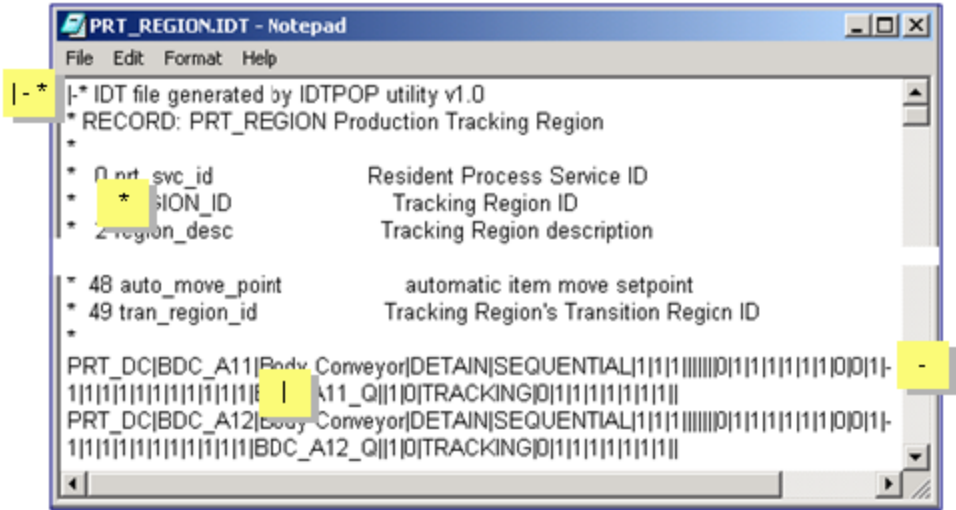 PRT_REGION.IDT - Notepad
File Edit Format Help
|-*
|-* IDT file generated by IDTPOP utility v1.0
* RECORD: PRT_REGION Production Tracking Region
*
* 0 prt_svc_id Resident Process Service ID
* GION_ID Tracking Region ID
*
* 2 region_desc Tracking Region description
* 48 auto_move_point automatic item move setpoint
* 49 tran_region_id Tracking Region's Transition Region ID
*
PRT_DC|BDC_A11|Body Conveyor|DETAIN|SEQUENTIAL|1|1|1|||||||0|1|1|1|1|1|1|0|0|1|-
-
1|1|1|1|1|1|1|1|1|1|1|BDC_A11_Q||1|0|TRACKING|0|1|1|1|1|1|1|1||
|
PRT_DC|BDC_A12|Body Conveyor|DETAIN|SEQUENTIAL|1|1|1|||||||0|1|1|1|1|1|1|0|0|1|-
1|1|1|1|1|1|1|1|1|1|1|BDC_A12_Q||1|0|TRACKING|0|1|1|1|1|1|1|1||